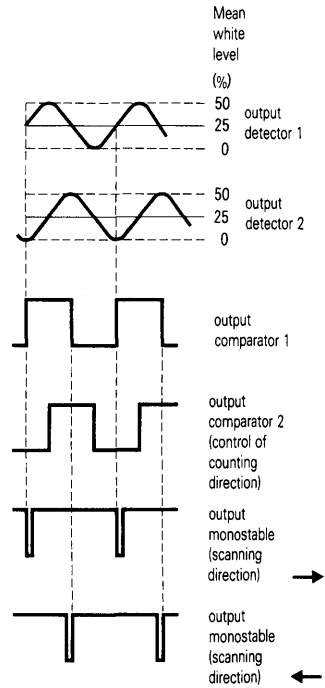 Mean
white
level
(%)
50
25
0
output
detector 1
50
25
0
output
detector 2
output
comparator 1
output
comparator 2
(control of
counting
direction)
output
monostable
(scanning
direction)
output
monostable
(scanning
direction)